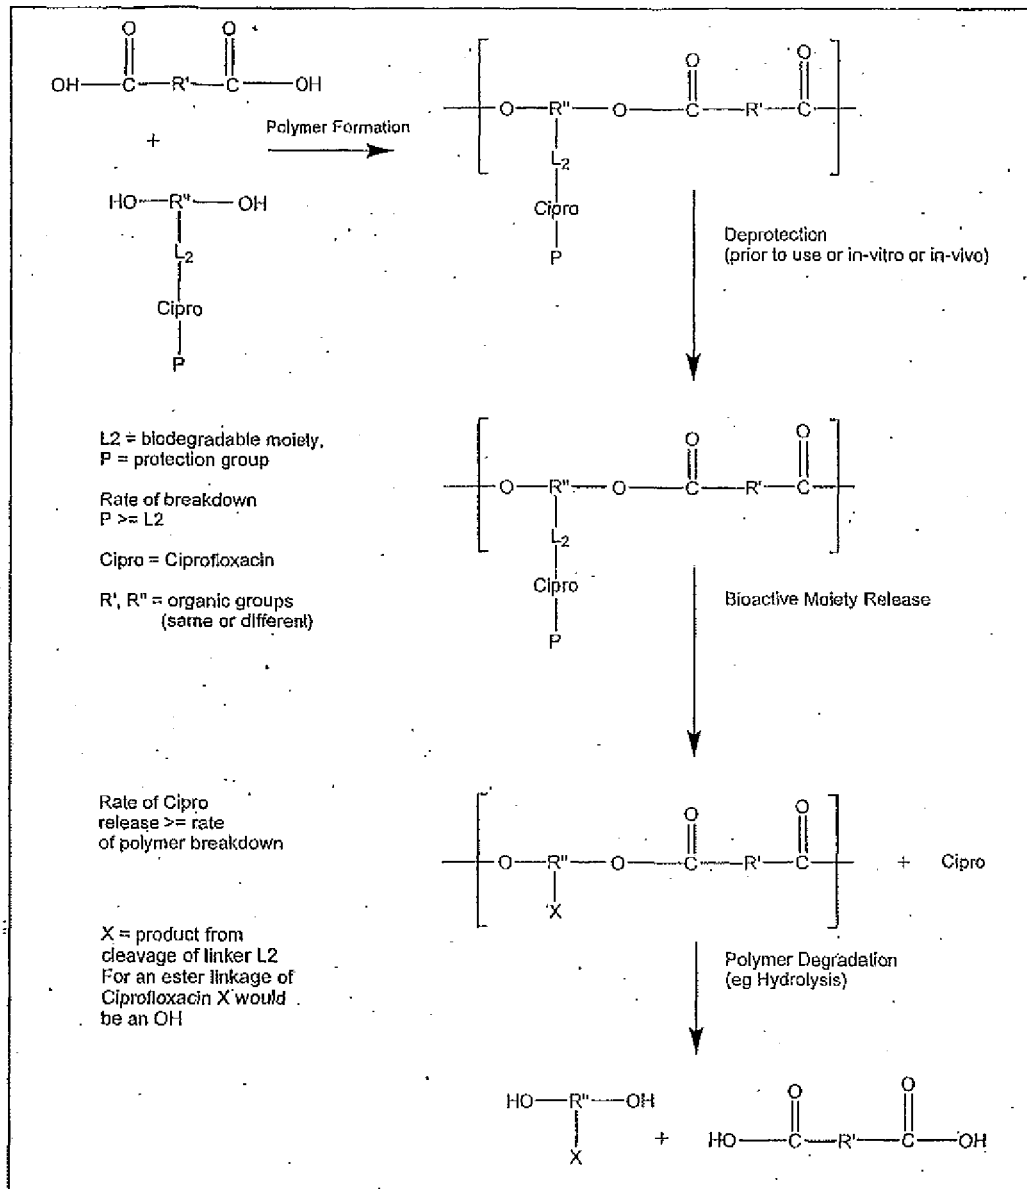 O O
OH C R' C OH
+
Polymer Formation
HO R" OH
L2
Cipro
P
O O
O R" O C R' C
L2
Cipro
P
Deprotection
(prior to use or in-vitro or in-vivo)
L2 = biodegradable moiety,
P = protection group
Rate of breakdown
P >= L2
Cipro = Ciprofloxacin
R', R" = organic groups
(same or different)
O O
O R" O C R' C
L2
Cipro
P
Bioactive Moiety Release
Rate of Cipro
release >= rate
of polymer breakdown
O O
O R" O C R' C + Cipro
X
X = product from
cleavage of linker L2
For an ester linkage of
Ciprofloxacin X would
be an OH
Polymer Degradation
(eg Hydrolysis)
HO R" OH
X
+
O O
HO C R' C OH